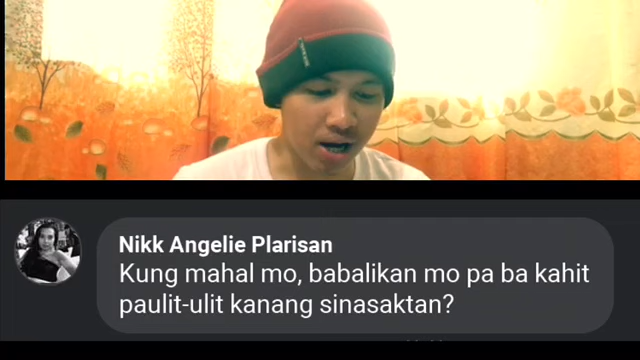 Nikk Angelie Plarisan
Kung mahal mo, babalikan mo pa ba kahit
paulit-ulit kanang sinasaktan?